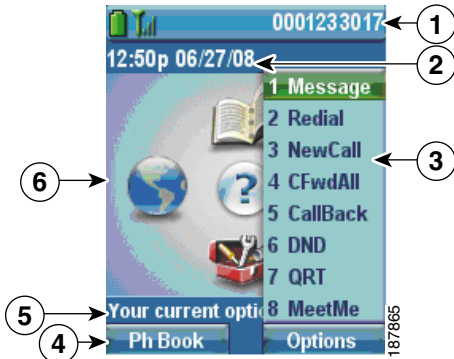 0001233017
1
12:50p 06/27/08
2
1 Message
2 Redial
3 NewCall
3
4 CFwdAll
6
5 CallBack
?
6 DND
7 QRT
5
Your current optio
8 MeetMe
4
Ph Book
Options
187865